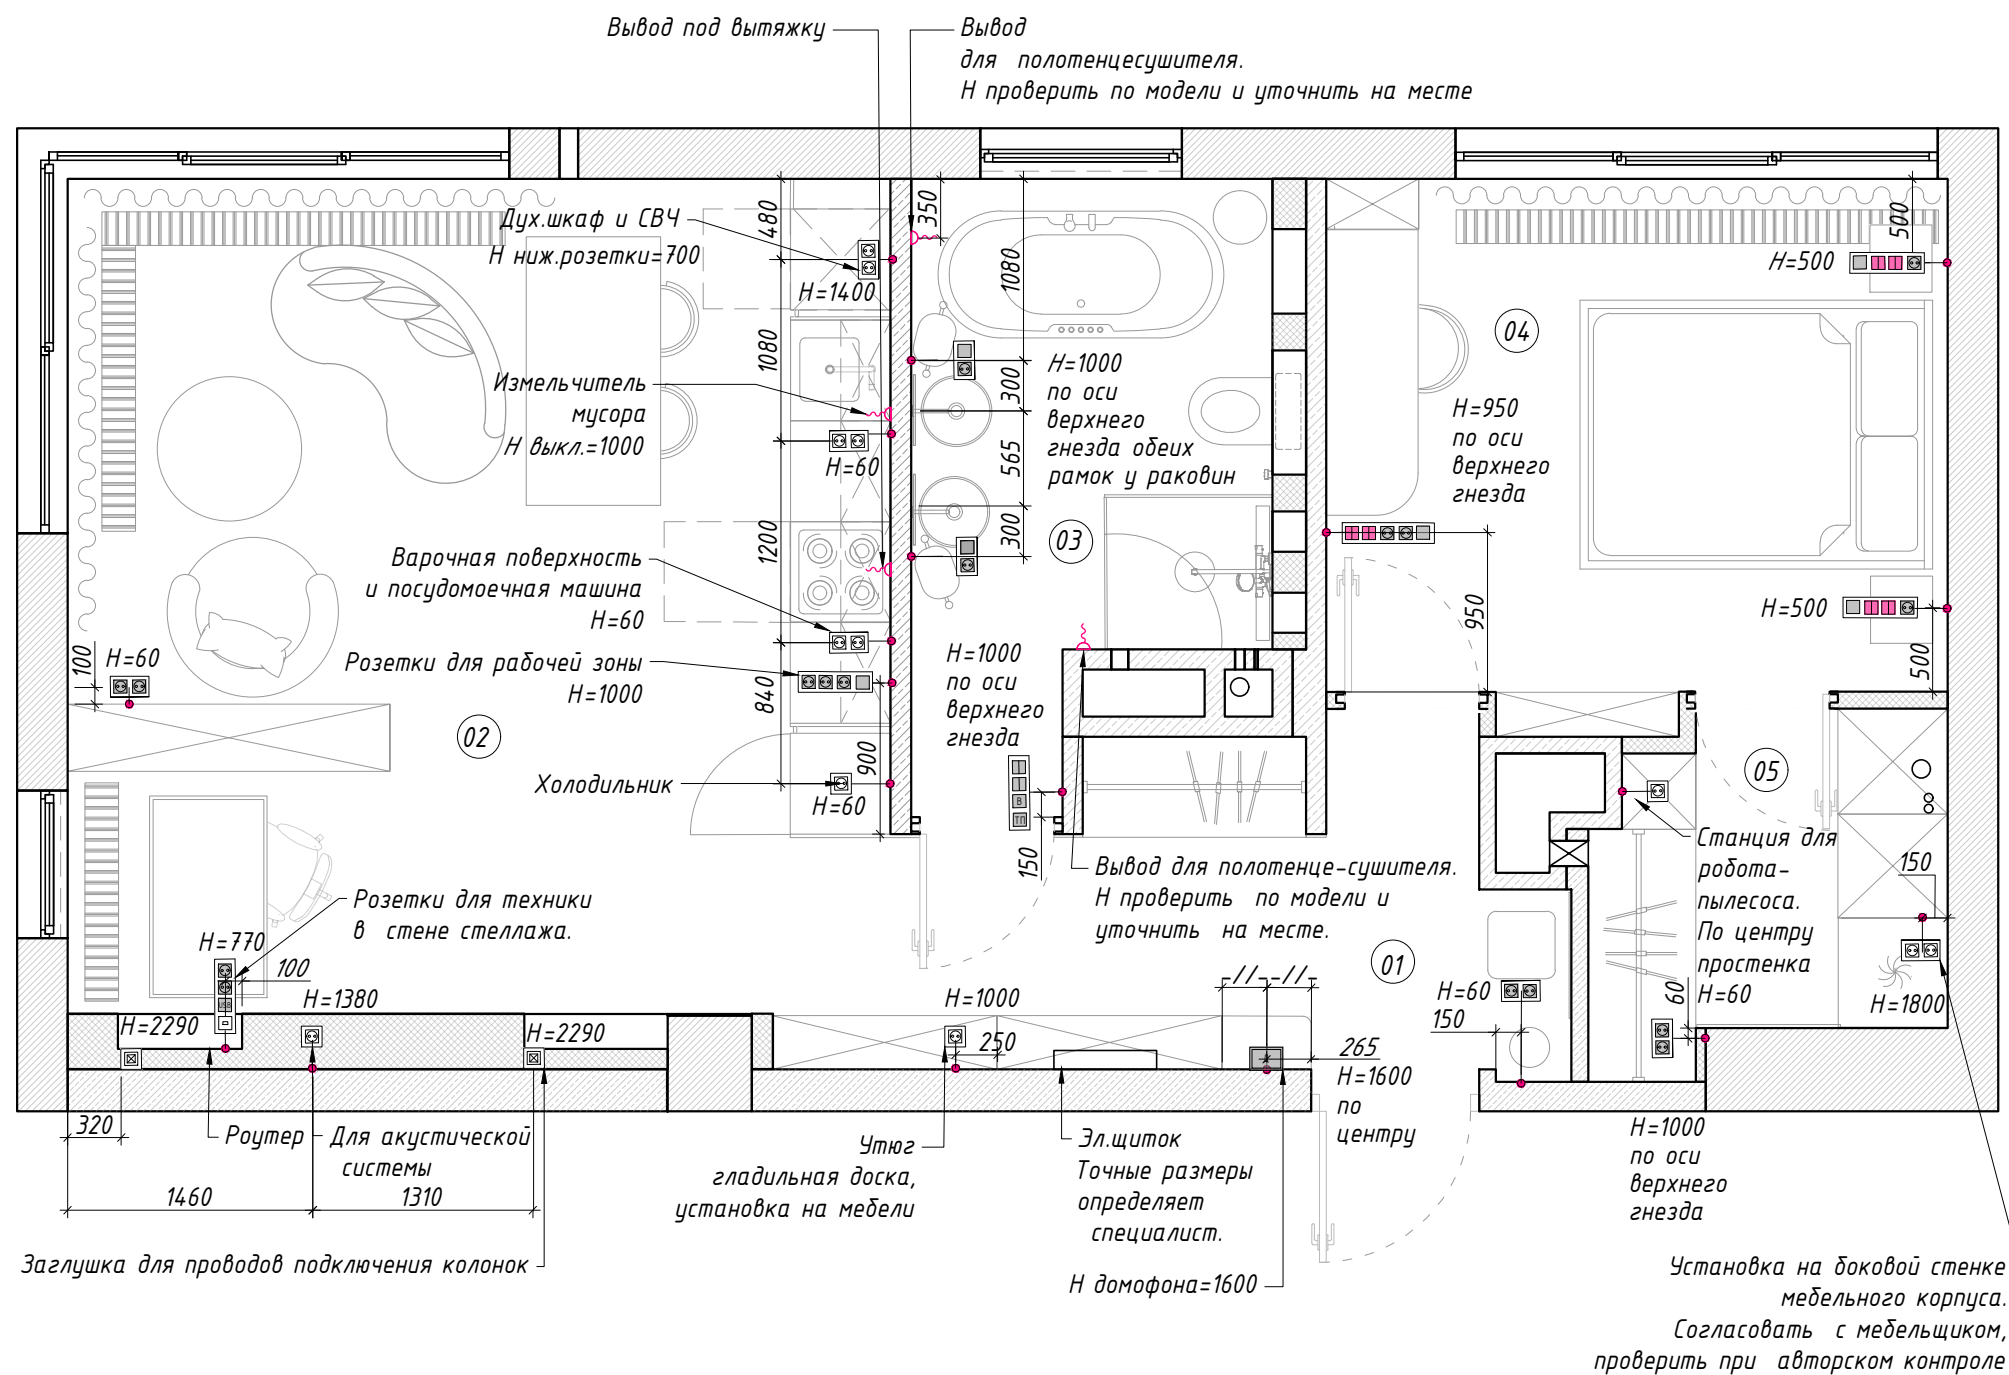 Вывод под вытяжку
Вывод
для полотенцесушителя.
Н проверить по модели и уточнить на месте
480
350
500
Дух.шкаф и СВЧ
Н ниж.розетки=700
Н=1400
1080
Н=500
04
1080
Измельчитель
мусора
Н выкл.=1000
Н=60
300
Н=1000
по оси
верхнего
гнезда обеих
рамок у раковин
565
Н=950
по оси
верхнего
гнезда
1200
300
03
Варочная поверхность
и посудомоечная машина
Н=60
950
Н=500
500
100
Н=60
Розетки для рабочей зоны
Н=1000
840
Н=1000
по оси
верхнего
гнезда
02
900
Холодильник
Н=60
В
ТП
150
05
Станция для
робота-
пылесоса.
По центру
простенка
Н=60
150
Вывод для полотенце-сушителя.
Н проверить по модели и
уточнить на месте.
Розетки для техники
в стене стеллажа.
Н=770
100
USB
Н=1380
Н=2290
Н=2290
Н=1000
250
01
Н=60
150
60
Н=1800
265
Н=1600
по
центру
320
Роутер
Для акустической
системы
1460
1310
Утюг
гладильная доска,
установка на мебели
Эл.щиток
Точные размеры
определяет
специалист.
Н=1000
по оси
верхнего
гнезда
Заглушка для проводов подключения колонок
Н домофона=1600
Установка на боковой стенке
мебельного корпуса.
Согласовать с мебельщиком,
проверить при авторском контроле